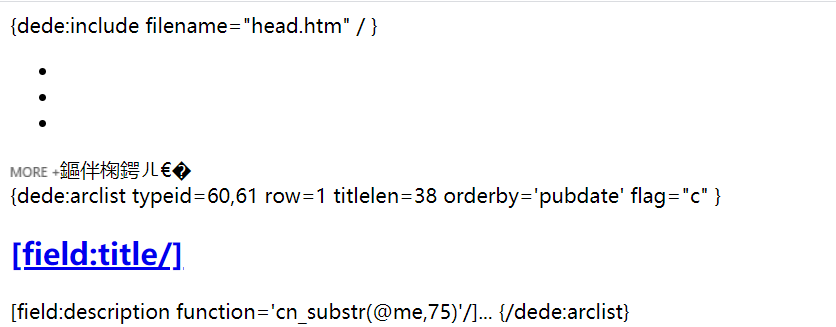 {dede:include filename="head.htm" / }
MORE +鏂伴椈鍔ㄦ€�
{dede:arclist typeid=60,61 row=1 titlelen=38 orderby='pubdate' flag="c" }
[field:title/]
[field:description function='cn_substr(@me,75)'/]... {/dede:arclist}